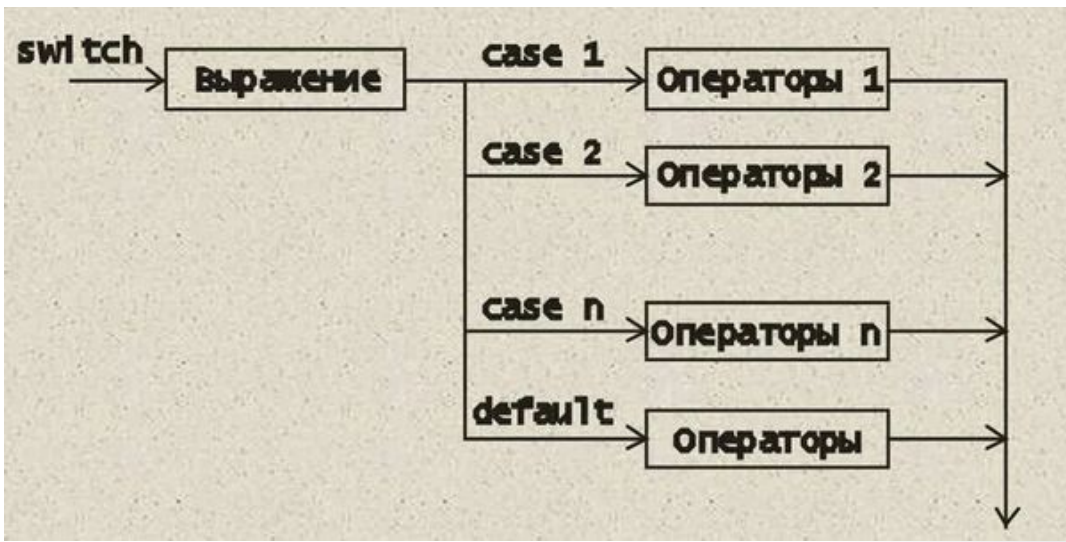 switch
Выражение
case 1
Операторы 1
case 2
Операторы 2
case n
Операторы n
default
Операторы